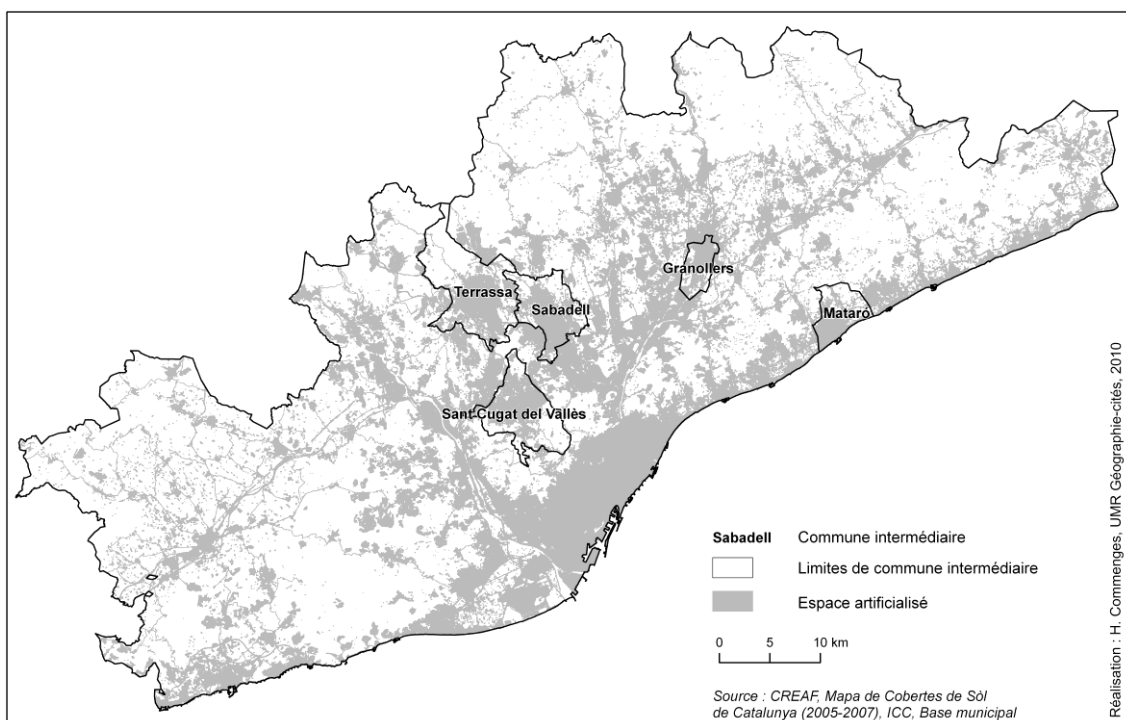 Granollers
Terrassa
Sabadell
Mataró
Sant Cugat del Vallès
Sabadell Commune intermédiaire
Limites de commune intermédiaire
Espace artificialisé
0 5 10 km
Source : CREAF, Mapa de Cobertes de Sòl
de Catalunya (2005-2007), ICC, Base municipal
Réalisation : H. Commenges, UMR Géographie-cités, 2010